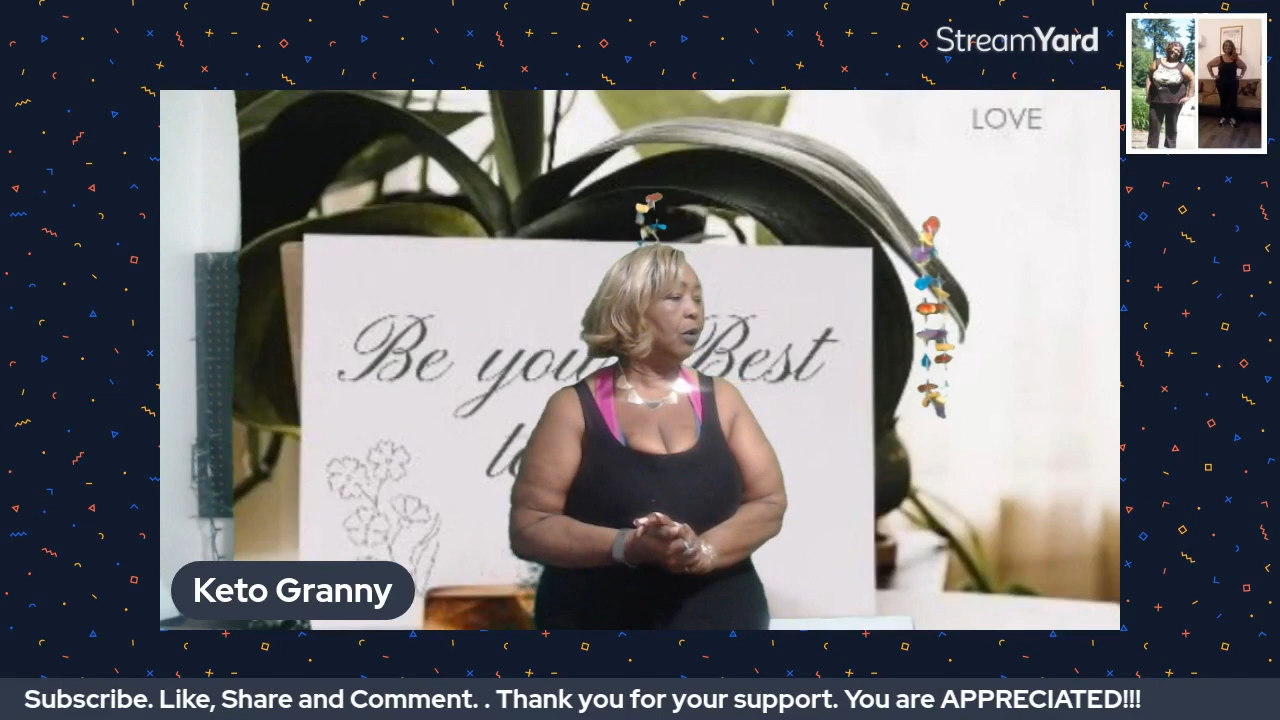 StreamYard
LOVE
Be you Best
Keto Granny
Subscribe. Like, Share and Comment. . Thank you for your support. You are APPRECIATED!!!